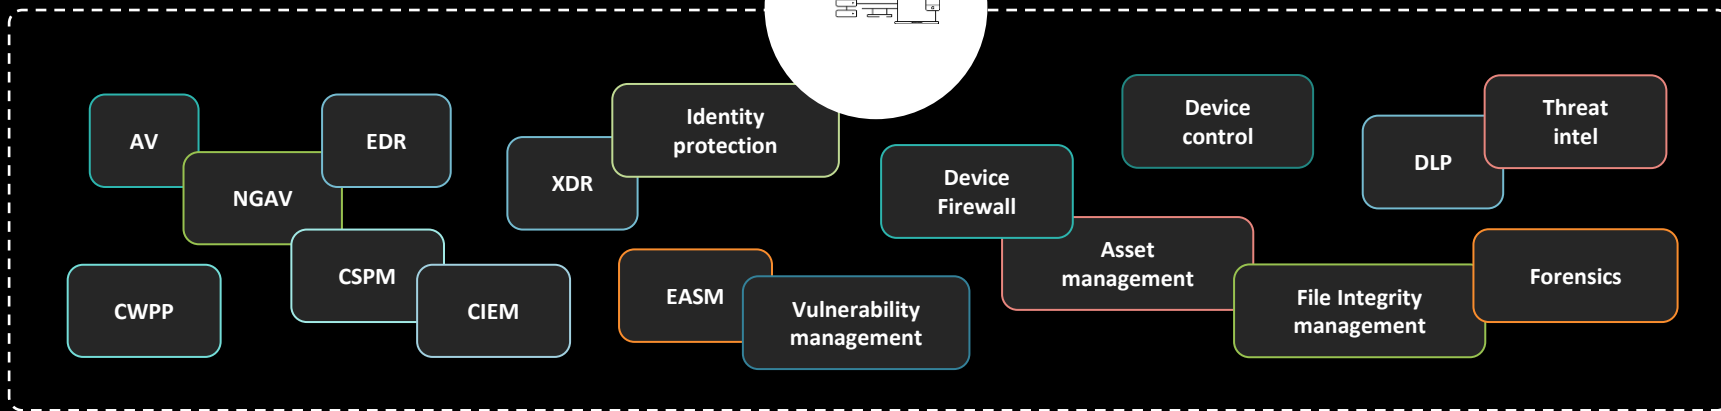 AV
NGAV
EDR
CWPP
CSPM
CIEM
XDR
Identity
protection
EASM
Vulnerability
management
Device
Firewall
Device
control
Asset
management
File Integrity
management
DLP
Threat
intel
Forensics